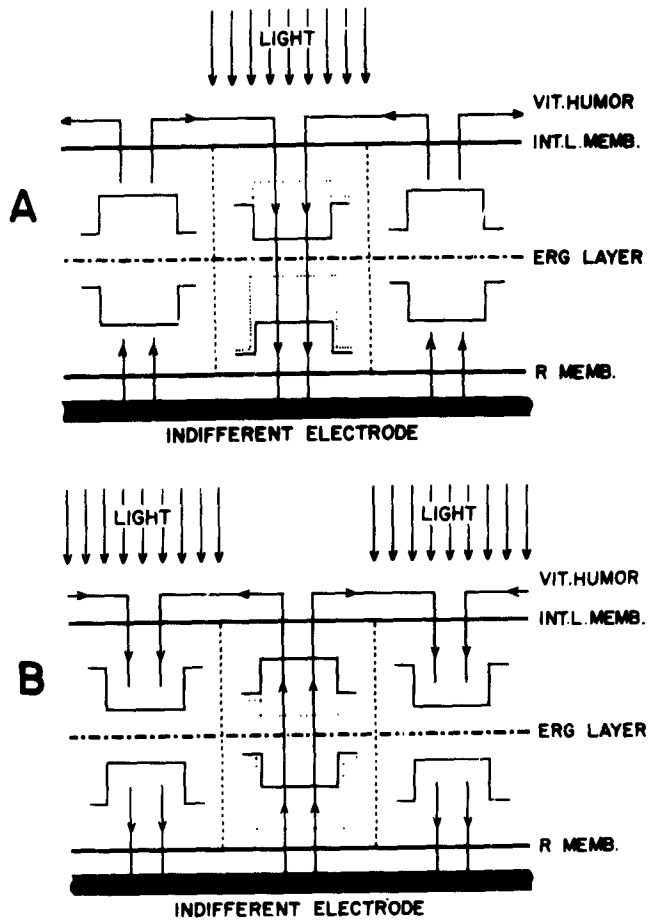 LIGHT
VIT. HUMOR
INT.L. MEMB.
A
ERG LAYER
R MEMB.
INDIFFERENT ELECTRODE
LIGHT LIGHT
VIT. HUMOR
INT.L. MEMB.
B
ERG LAYER
R MEMB.
INDIFFERENT ELECTRODE